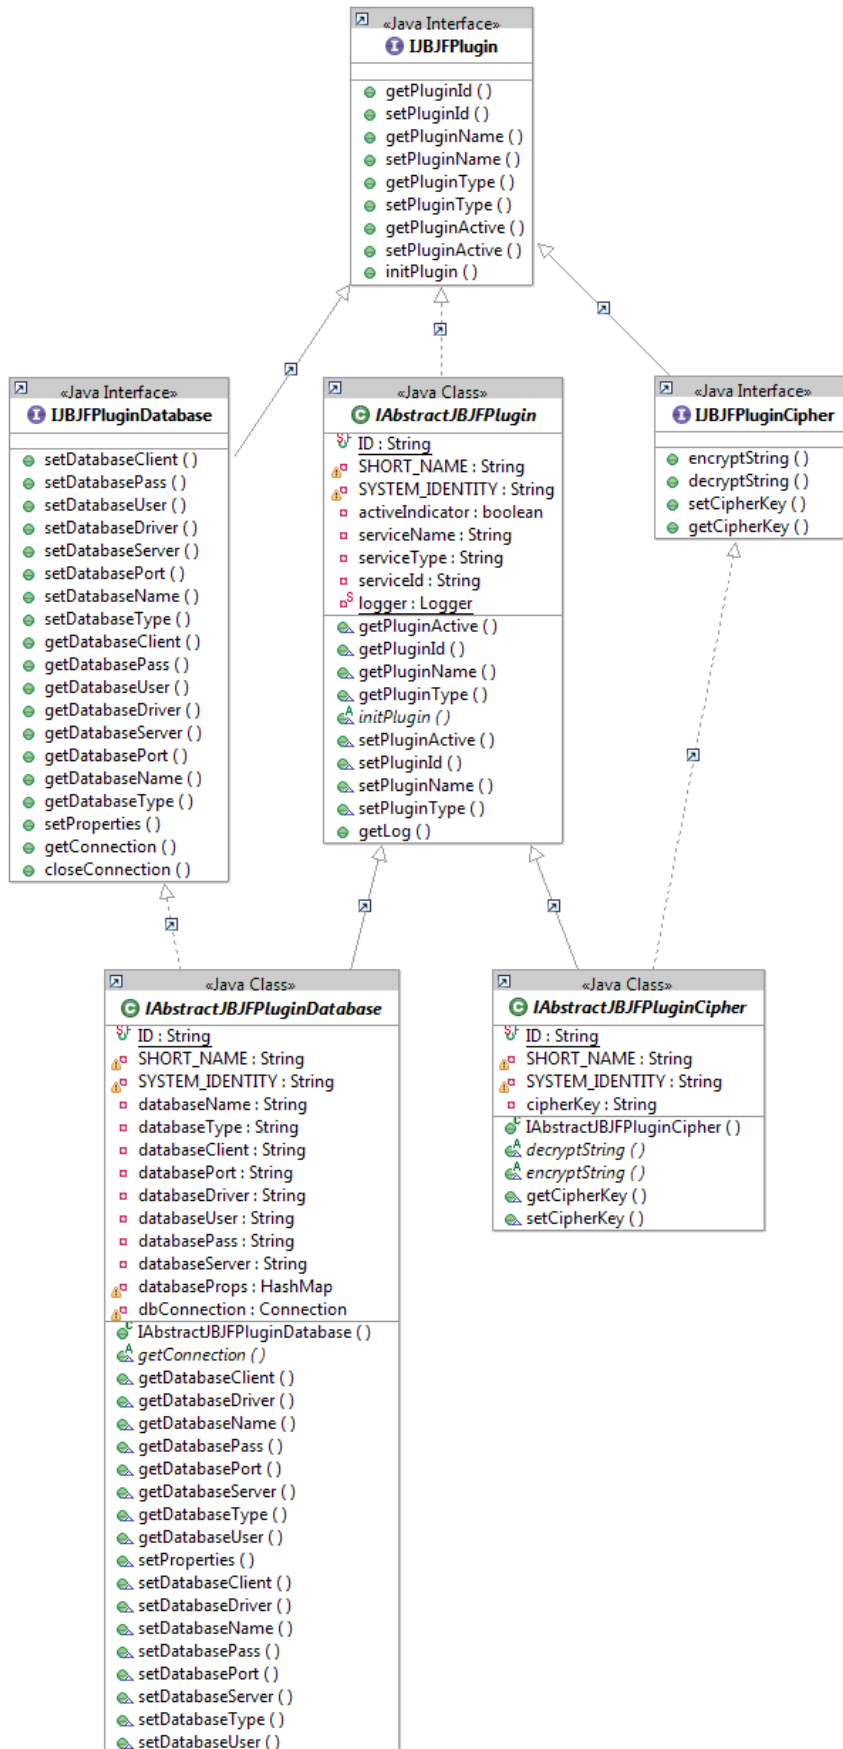 «Java Interface»
IJBJFPlugin
getPluginId ( )
setPluginId ( )
getPluginName ( )
setPluginName ( )
getPluginType ( )
setPluginType ( )
getPluginActive ( )
setPluginActive ( )
initPlugin ( )
«Java Interface»
IJBJFPluginDatabase
setDatabaseClient ( )
setDatabasePass ( )
setDatabaseUser ( )
setDatabaseDriver ( )
setDatabaseServer ( )
setDatabasePort ( )
setDatabaseName ( )
setDatabaseType ( )
getDatabaseClient ( )
getDatabasePass ( )
getDatabaseUser ( )
getDatabaseDriver ( )
getDatabaseServer ( )
getDatabasePort ( )
getDatabaseName ( )
getDatabaseType ( )
setProperties ( )
getConnection ( )
closeConnection ( )
«Java Class»
IAbstractJBJFPlugin
ID : String
SHORT_NAME : String
SYSTEM_IDENTITY : String
activeIndicator : boolean
serviceName : String
serviceType : String
serviceId : String
logger : Logger
getPluginActive ( )
getPluginId ( )
getPluginName ( )
getPluginType ( )
initPlugin ( )
setPluginActive ( )
setPluginId ( )
setPluginName ( )
setPluginType ( )
getLog ( )
«Java Interface»
IJBJFPluginCipher
encryptString ( )
decryptString ( )
setCipherKey ( )
getCipherKey ( )
«Java Class»
IAbstractJBJFPluginDatabase
ID : String
SHORT_NAME : String
SYSTEM_IDENTITY : String
databaseName : String
databaseType : String
databaseClient : String
databasePort : String
databaseDriver : String
databaseUser : String
databasePass : String
databaseServer : String
databaseProps : HashMap
dbConnection : Connection
IAbstractJBJFPluginDatabase ( )
getConnection ( )
getDatabaseClient ( )
getDatabaseDriver ( )
getDatabaseName ( )
getDatabasePass ( )
getDatabasePort ( )
getDatabaseServer ( )
getDatabaseType ( )
getDatabaseUser ( )
setProperties ( )
setDatabaseClient ( )
setDatabaseDriver ( )
setDatabaseName ( )
setDatabasePass ( )
setDatabasePort ( )
setDatabaseServer ( )
setDatabaseType ( )
setDatabaseUser ( )
«Java Class»
IAbstractJBJFPluginCipher
ID : String
SHORT_NAME : String
SYSTEM_IDENTITY : String
cipherKey : String
IAbstractJBJFPluginCipher ( )
decryptString ( )
encryptString ( )
getCipherKey ( )
setCipherKey ( )